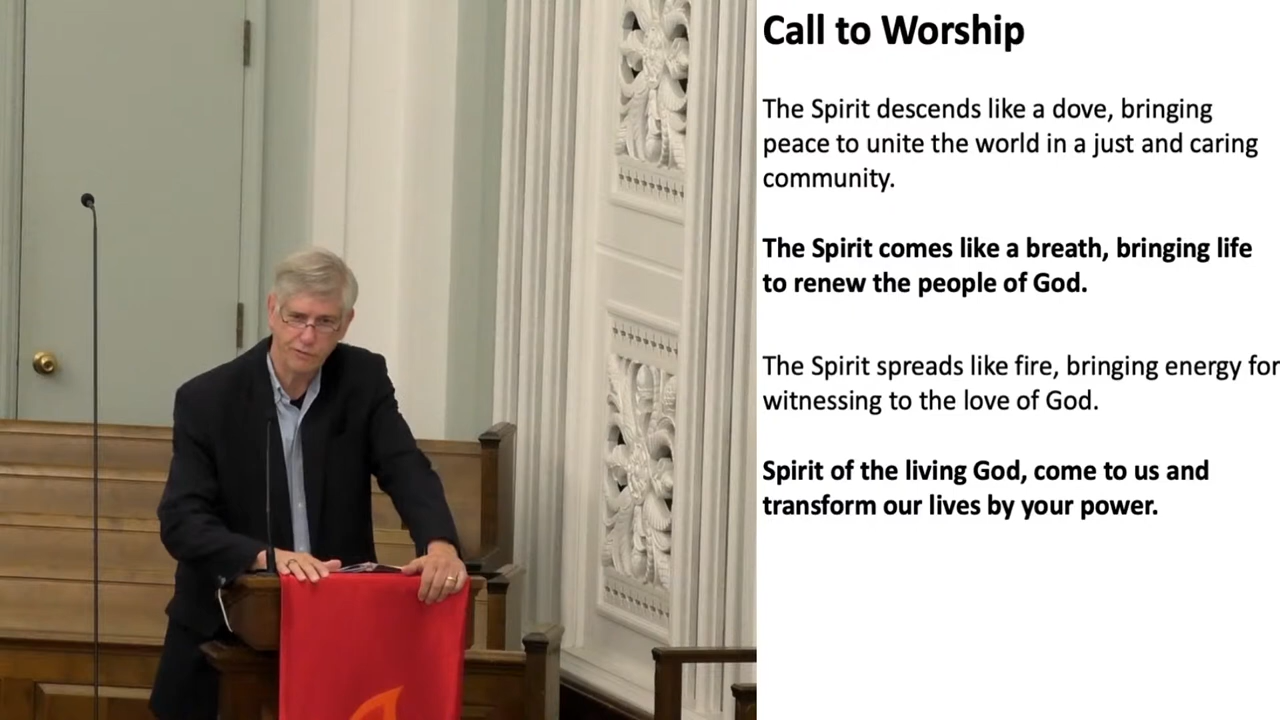 Call to Worship
The Spirit descends like a dove, bringing
peace to unite the world in a just and caring
community.
The Spirit comes like a breath, bringing life
to renew the people of God.
The Spirit spreads like fire, bringing energy for
witnessing to the love of God.
Spirit of the living God, come to us and
transform our lives by your power.